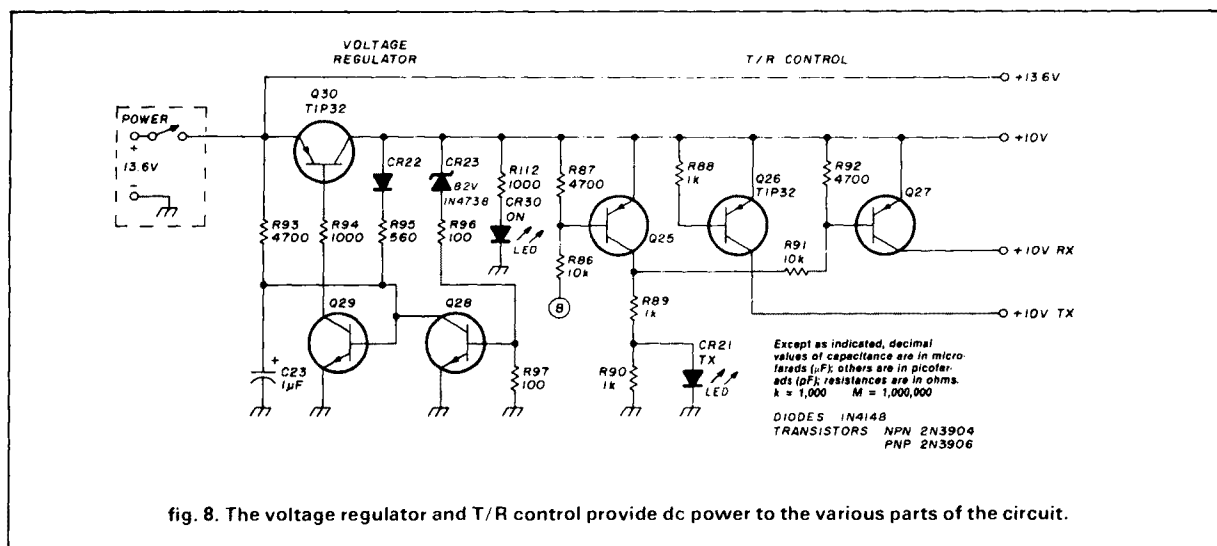 VOLTAGE
REGULATOR
T/R CONTROL
+13.6V
POWER
+
13.6V
-
Q30
TIP32
+10V
CR22
CR23
82V
1N4738
R112
1000
CR30
ON
LED
R87
4700
R88
1k
Q26
TIP32
R92
4700
Q27
R93
4700
R94
1000
R95
560
R96
100
Q25
R86
10k
8
R91
10k
+10V RX
R89
1k
+10V TX
Q29
Q28
C23
1μF
+
R97
100
R90
1k
CR21
TX
LED
Except as indicated, decimal
values of capacitance are in micro-
farads (μF); others are in picofar-
ads (pF); resistances are in ohms.
k = 1,000 M = 1,000,000
DIODES 1N4148
TRANSISTORS NPN 2N3904
PNP 2N3906
fig. 8. The voltage regulator and T/R control provide dc power to the various parts of the circuit.